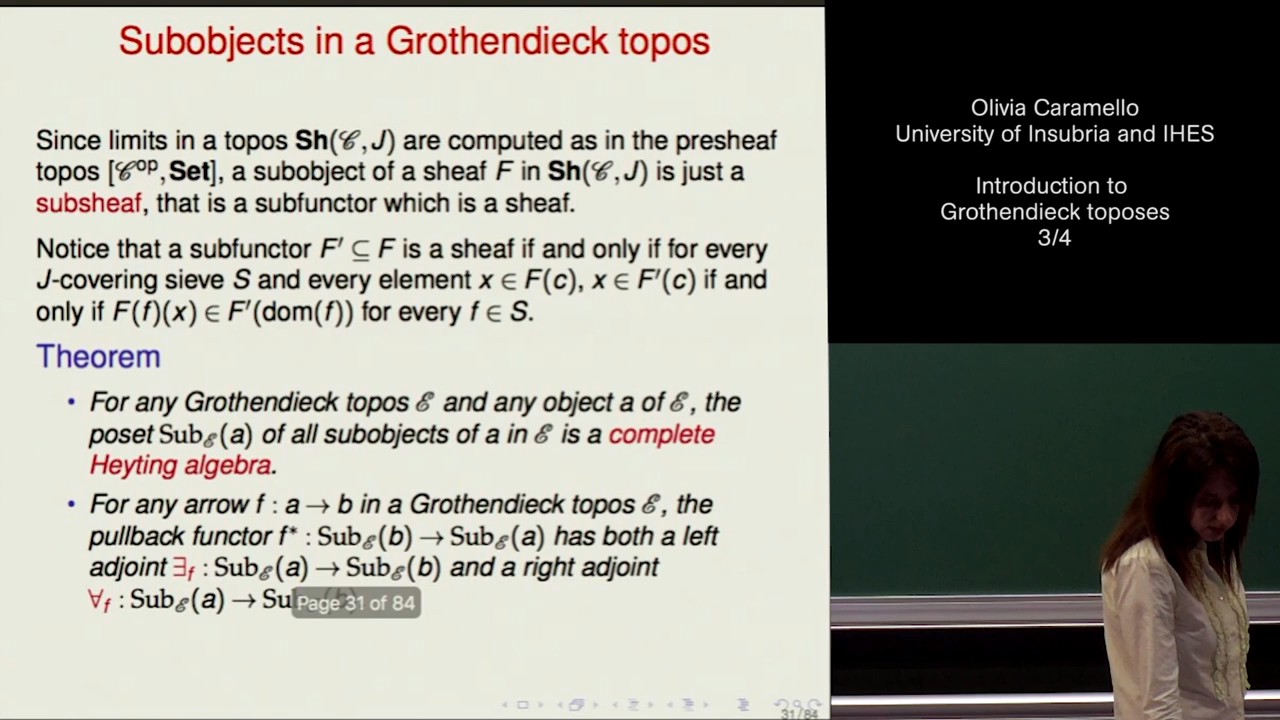 Subobjects in a Grothendieck topos
Since limits in a topos Sh(𝒞, J) are computed as in the presheaf
topos [𝒞ᵒᵖ, Set], a subobject of a sheaf F in Sh(𝒞, J) is just a
subsheaf, that is a subfunctor which is a sheaf.
Notice that a subfunctor F′ ⊆ F is a sheaf if and only if for every
J-covering sieve S and every element x ∈ F(c), x ∈ F′(c) if and
only if F(f)(x) ∈ F′(dom(f)) for every f ∈ S.
Theorem
• For any Grothendieck topos ℰ and any object a of ℰ, the
poset Sub_ℰ(a) of all subobjects of a in ℰ is a complete
Heyting algebra.
• For any arrow f : a → b in a Grothendieck topos ℰ, the
pullback functor f* : Sub_ℰ(b) → Sub_ℰ(a) has both a left
adjoint ∃_f : Sub_ℰ(a) → Sub_ℰ(b) and a right adjoint
∀_f : Sub_ℰ(a) →
Page 31 of 84
31/84
Olivia Caramello
University of Insubria and IHES
Introduction to
Grothendieck toposes
3/4